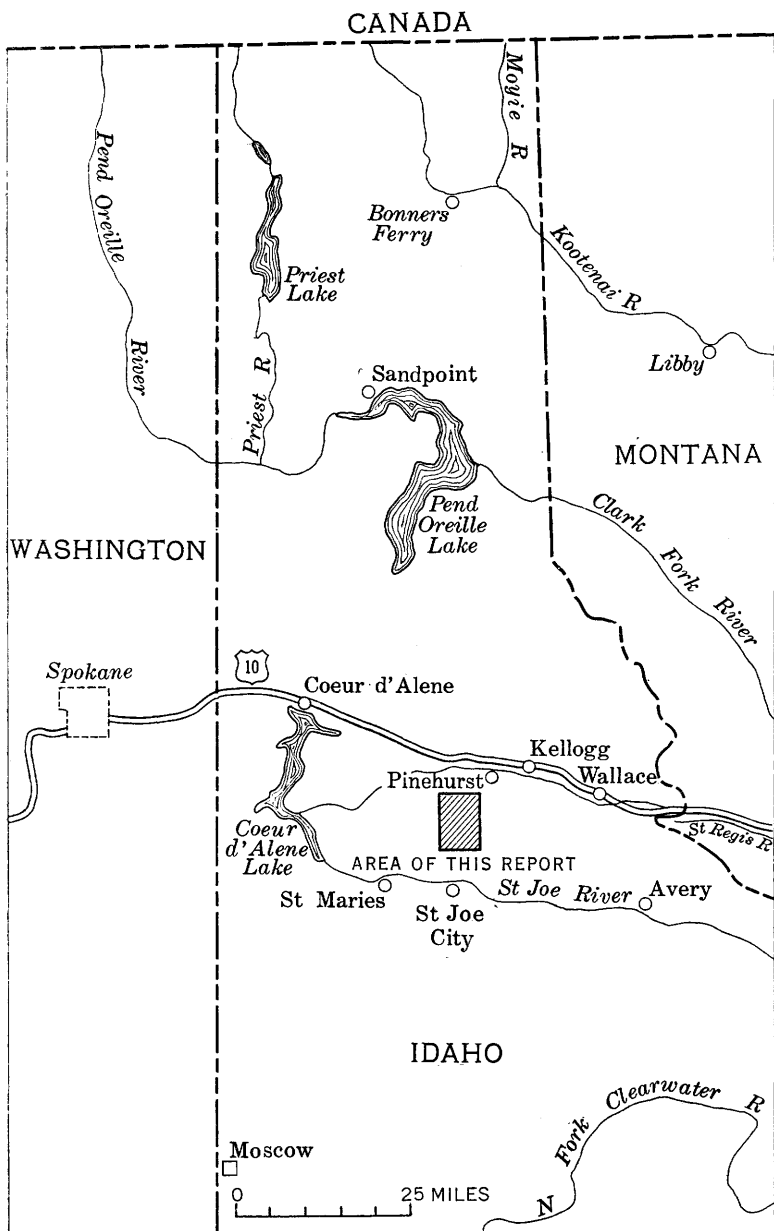 CANADA
Pend Oreille
River
Moyie R
Bonners
Ferry
Kootenai R
Priest
Lake
Libby
Priest R
Sandpoint
MONTANA
Pend
Oreille
Lake
Clark Fork River
WASHINGTON
Spokane
10
Coeur d'Alene
Kellogg
Pinehurst
Wallace
St Regis R
Coeur
d'Alene
Lake
AREA OF THIS REPORT
St Maries
St Joe
City
St Joe River
Avery
IDAHO
N Fork Clearwater R
Moscow
0 25 MILES